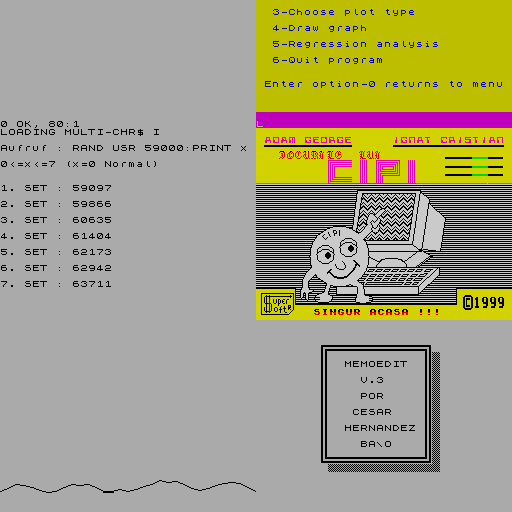 0 OK, 80:1
LOADING MULTI-CHR$ I
Aufruf : RAND USR 59000:PRINT x
0<=x<=7 (x=0 Normal)
1. SET : 59097
2. SET : 59866
3. SET : 60635
4. SET : 61404
5. SET : 62173
6. SET : 62942
7. SET : 63711
3-Choose plot type
4-Draw graph
5-Regression analysis
6-Quit program
Enter option-0 returns to menu
L
ADAM GEORGE IGNAT CRISTIAN
JOCURILE LUI
CIPI
CIPI
Super Soft
©1999
SINGUR ACASA !!!
MEMOEDIT
V.3
POR
CESAR
HERNANDEZ
BA\O